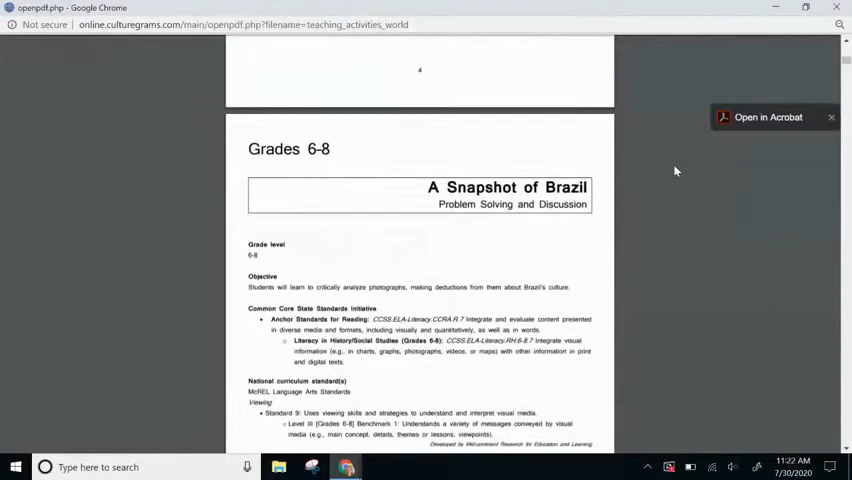 openpdf.php - Google Chrome
Not secure | online.culturegrams.com/main/openpdf.php?filename=teaching_activities_world
4
Open in Acrobat
Grades 6-8
A Snapshot of Brazil
Problem Solving and Discussion
Grade level
6-8
Objective
Students will learn to critically analyze photographs, making deductions from them about Brazil's culture.
Common Core State Standards Initiative
• Anchor Standards for Reading: CCSS.ELA-Literacy.CCRA.R.7 Integrate and evaluate content presented
in diverse media and formats, including visually and quantitatively, as well as in words.
○ Literacy in History/Social Studies (Grades 6-8): CCSS.ELA-Literacy.RH.6-8.7 Integrate visual
information (e.g., in charts, graphs, photographs, videos, or maps) with other information in print
and digital texts.
National curriculum standard(s)
McREL Language Arts Standards
Viewing
• Standard 9: Uses viewing skills and strategies to understand and interpret visual media.
○ Level III [Grades 6-8] Benchmark 1: Understands a variety of messages conveyed by visual
media (e.g., main concept, details, themes or lessons, viewpoints).
Developed by Mid-continent Research for Education and Learning
Type here to search
11:22 AM
7/30/2020